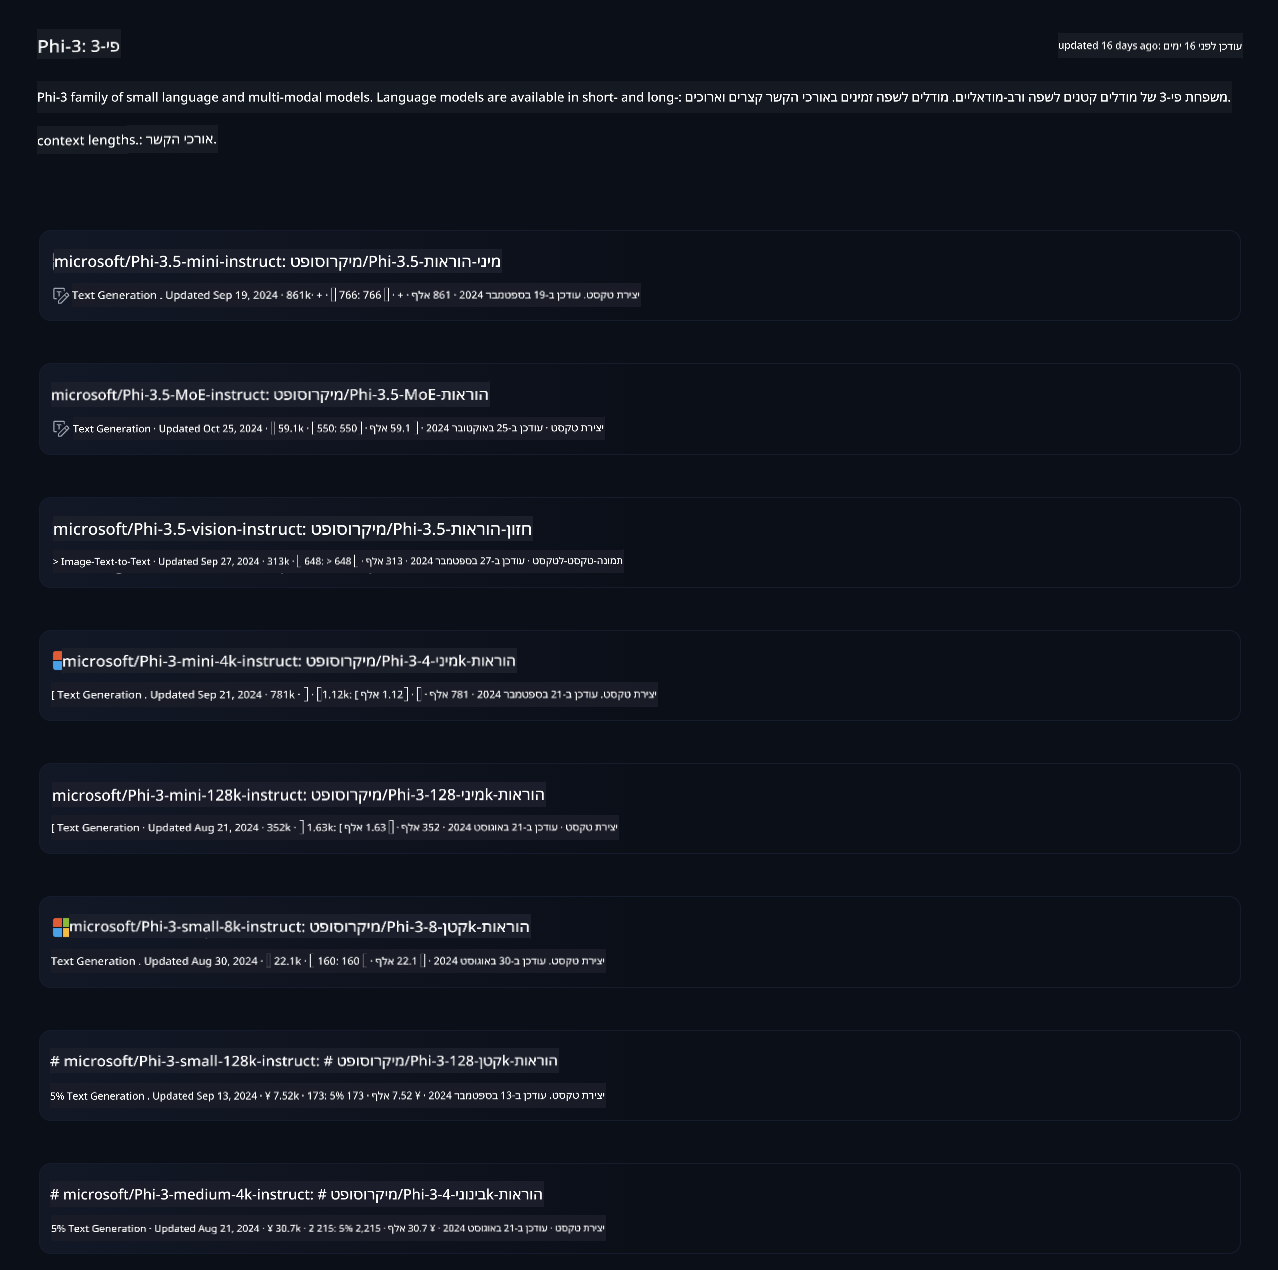 Phi-3: פי-3
updated 16 days ago: עודכן לפני 16 ימים
Phi-3 family of small language and multi-modal models. Language models are available in short- and long-: משפחת פי-3 של מודלים קטנים לשפה ורב-מודאליים. מודלים לשפה זמינים באורכי הקשר קצרים וארוכים.
context lengths.: אורכי הקשר.
microsoft/Phi-3.5-mini-instruct: מיקרוסופט/Phi-3.5-מיני-הוראות
Text Generation . Updated Sep 19, 2024 · 861k· + · || 766: יצירת טקסט. עודכן ב-19 בספטמבר 2024 · 861 אלף · + · || 766
microsoft/Phi-3.5-MoE-instruct: מיקרוסופט/Phi-3.5-MoE-הוראות
Text Generation · Updated Oct 25, 2024 · || 59.1k · | 550: יצירת טקסט · עודכן ב-25 באוקטובר 2024 · | 59.1 אלף · | 550
microsoft/Phi-3.5-vision-instruct: מיקרוסופט/Phi-3.5-חזון-הוראות
> Image-Text-to-Text · Updated Sep 27, 2024 · 313k · ⌊ 648: > תמונה-טקסט-לטקסט · עודכן ב-27 בספטמבר 2024 · 313 אלף · ⌊ 648
microsoft/Phi-3-mini-4k-instruct: מיקרוסופט/Phi-3-מיני-4k-הוראות
[ Text Generation . Updated Sep 21, 2024 · 781k · ] · [1.12k: [ יצירת טקסט. עודכן ב-21 בספטמבר 2024 · 781 אלף · [] · [1.12 אלף
microsoft/Phi-3-mini-128k-instruct: מיקרוסופט/Phi-3-מיני-128k-הוראות
[ Text Generation · Updated Aug 21, 2024 · 352k · ] 1.63k: [ יצירת טקסט · עודכן ב-21 באוגוסט 2024 · 352 אלף · [] 1.63 אלף
microsoft/Phi-3-small-8k-instruct: מיקרוסופט/Phi-3-קטן-8k-הוראות
Text Generation . Updated Aug 30, 2024 · || 22.1k · ⌊ 160: יצירת טקסט. עודכן ב-30 באוגוסט 2024 · || 22.1 אלף · ⌊ 160
# microsoft/Phi-3-small-128k-instruct: # מיקרוסופט/Phi-3-קטן-128k-הוראות
5% Text Generation . Updated Sep 13, 2024 · ¥ 7.52k · 173: 5% יצירת טקסט. עודכן ב-13 בספטמבר 2024 · ¥ 7.52 אלף · 173
# microsoft/Phi-3-medium-4k-instruct: # מיקרוסופט/Phi-3-בינוני-4k-הוראות
5% Text Generation · Updated Aug 21, 2024 · ¥ 30.7k · 2 215: 5% יצירת טקסט · עודכן ב-21 באוגוסט 2024 · ¥ 30.7 אלף · 2,215